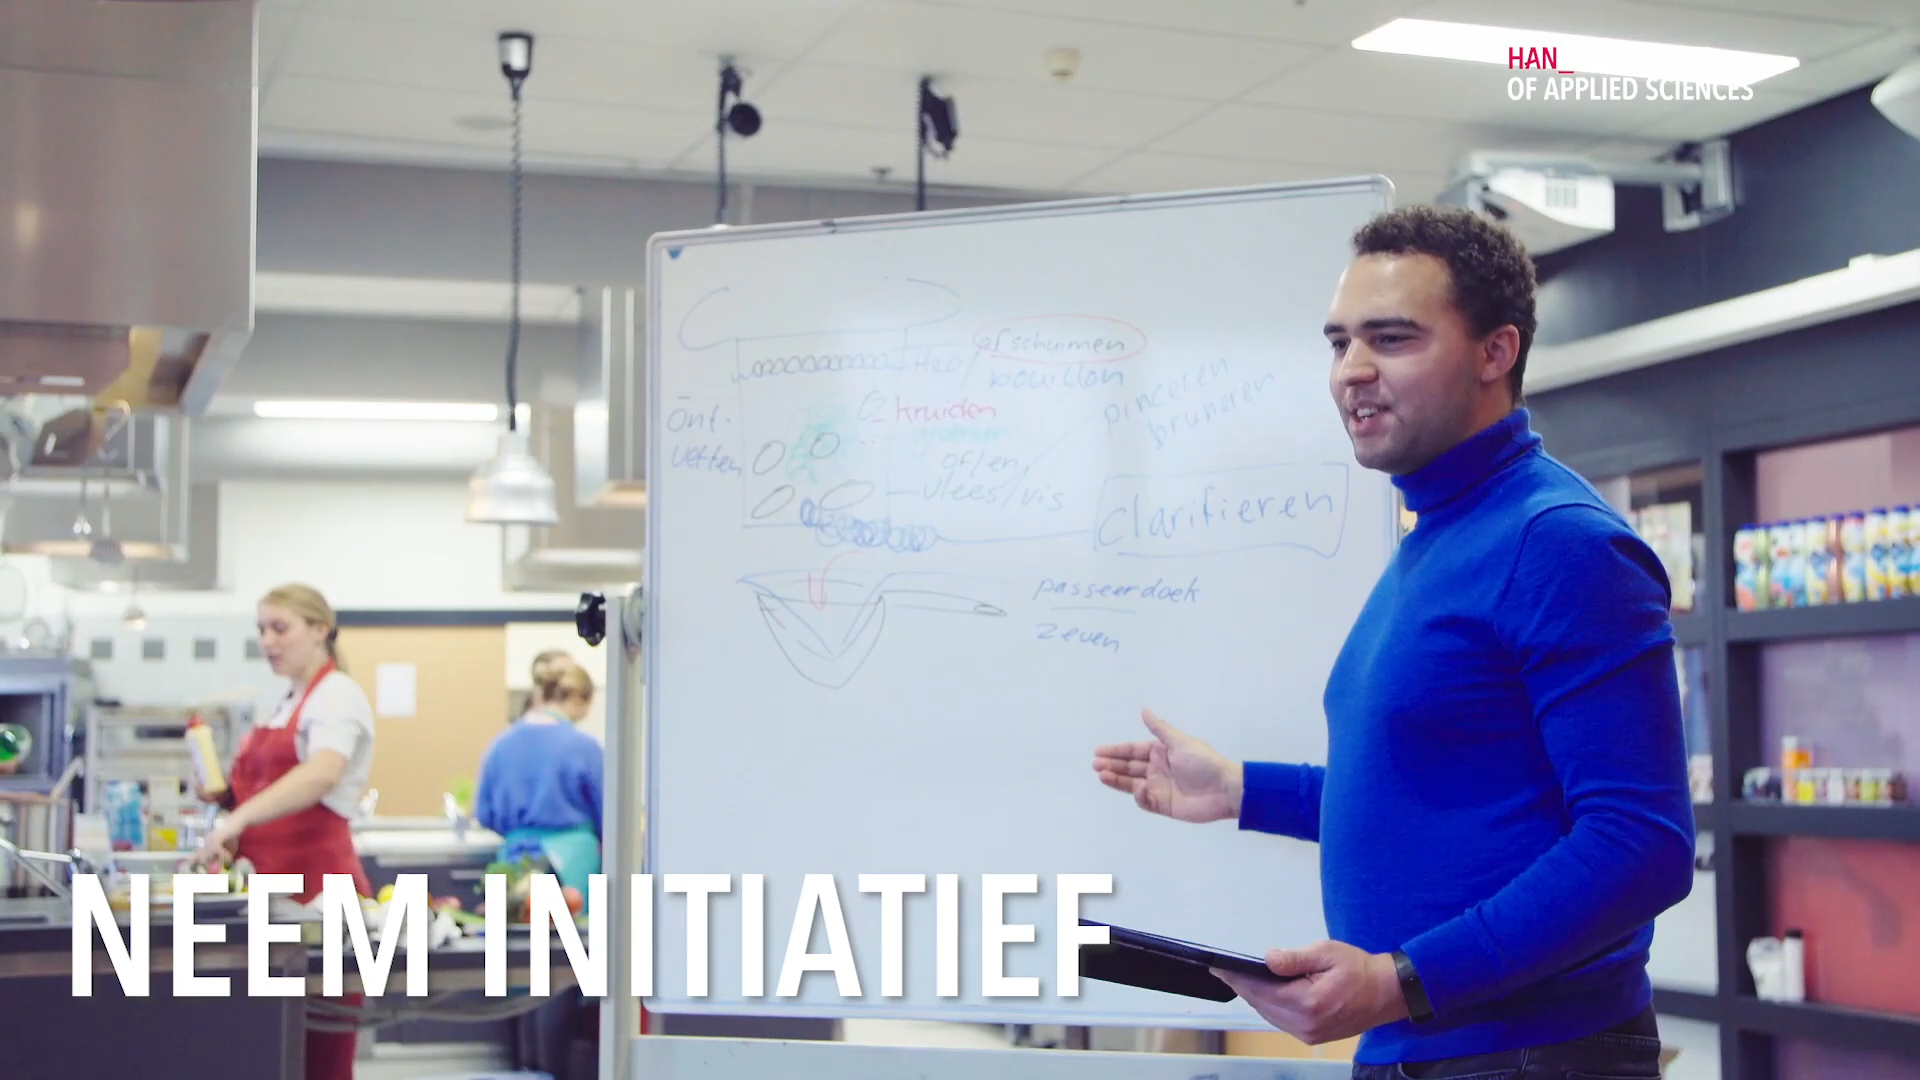 HAN_
OF APPLIED SCIENCES
afschuimen
H2O/
bouillon
pinceren
bruneren
Ont-
vetten
kruiden
groenten
of/en
vlees/vis
clarifieren
passeerdoek
zeven
NEEM INITIATIEF